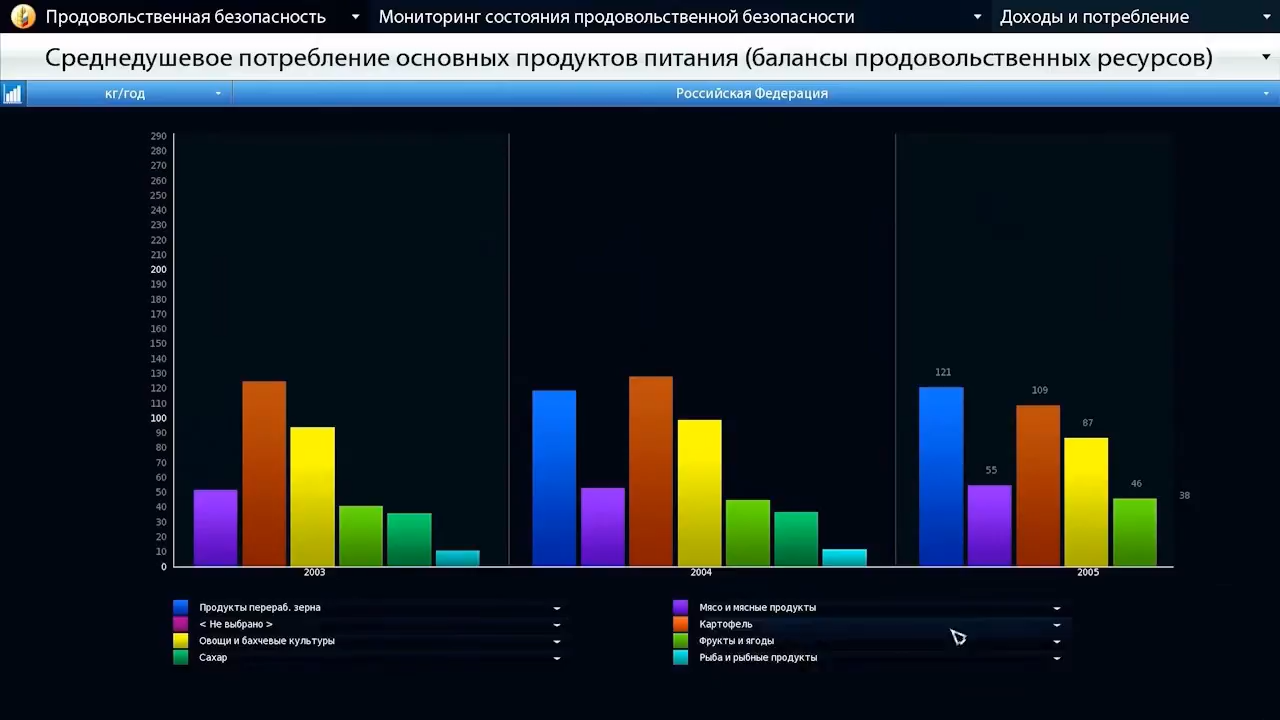 Продовольственная безопасность
Мониторинг состояния продовольственной безопасности
Доходы и потребление
Среднедушевое потребление основных продуктов питания (балансы продовольственных ресурсов)
кг/год
Российская Федерация
290
280
270
260
250
240
230
220
210
200
190
180
170
160
150
140
130
120
110
100
90
80
70
60
50
40
30
20
10
0
121
55
109
87
46
38
2003
2004
2005
Продукты перераб. зерна
< Не выбрано >
Овощи и бахчевые культуры
Сахар
Мясо и мясные продукты
Картофель
Фрукты и ягоды
Рыба и рыбные продукты